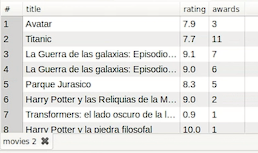 # title rating awards
1 Avatar 7.9 3
2 Titanic 7.7 11
3 La Guerra de las galaxias: Episodio... 9.1 7
4 La Guerra de las galaxias: Episodio... 9.0 6
5 Parque Jurasico 8.3 5
6 Harry Potter y las Reliquias de la M... 9.0 2
7 Transformers: el lado oscuro de la l... 0.9 1
8 Harry Potter y la piedra filosofal 10.0 1
movies 2